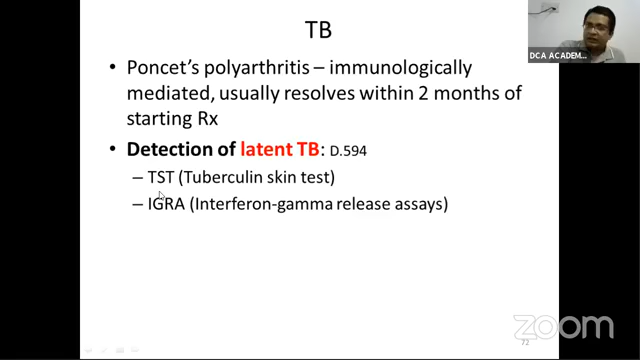 TB
DCA ACADEM...
• Poncet's polyarthritis – immunologically
mediated, usually resolves within 2 months of
starting Rx
• Detection of latent TB: D.594
– TST (Tuberculin skin test)
– IGRA (Interferon-gamma release assays)
zoom
72